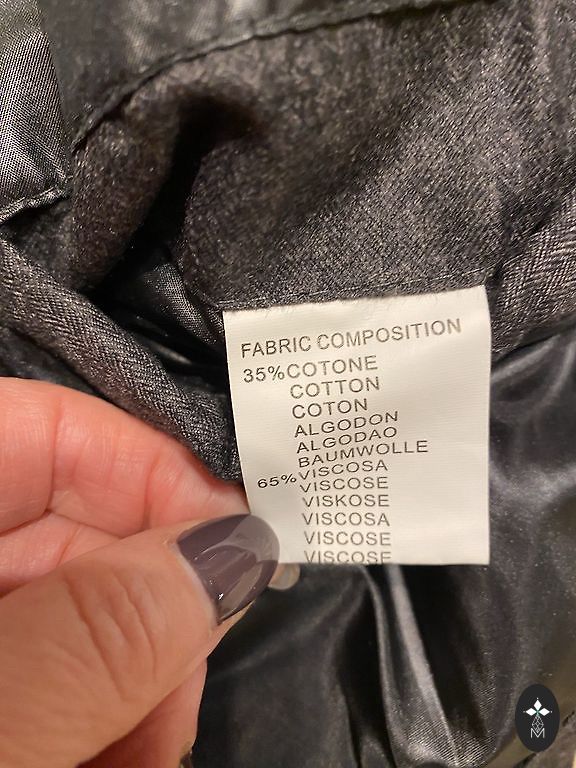 FABRIC COMPOSITION
35% COTONE
COTTON
COTON
ALGODON
ALGODAO
BAUMWOLLE
65% VISCOSA
VISCOSE
VISKOSE
VISCOSA
VISCOSE
VISCOSE
M